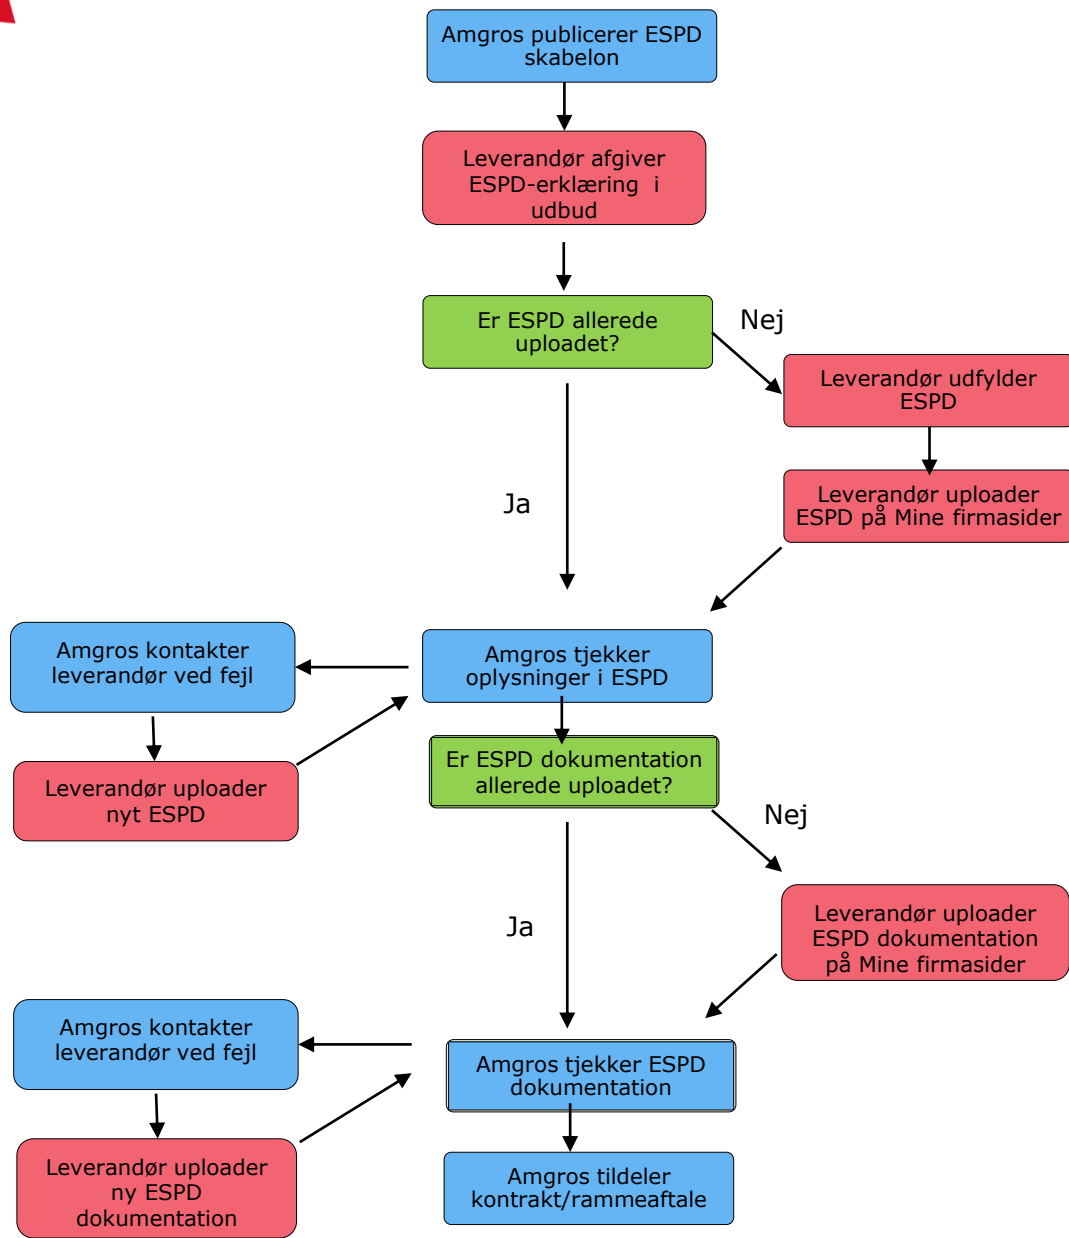 Amgros publicerer ESPD
skabelon
Leverandør afgiver
ESPD-erklæring i
udbud
Er ESPD allerede
uploadet?
Nej
Leverandør udfylder
ESPD
Leverandør uploader
ESPD på Mine firmasider
Ja
Amgros tjekker
oplysninger i ESPD
Amgros kontakter
leverandør ved fejl
Leverandør uploader
nyt ESPD
Er ESPD dokumentation
allerede uploadet?
Nej
Leverandør uploader
ESPD dokumentation
på Mine firmasider
Ja
Amgros tjekker ESPD
dokumentation
Amgros kontakter
leverandør ved fejl
Leverandør uploader
ny ESPD
dokumentation
Amgros tildeler
kontrakt/rammeaftale